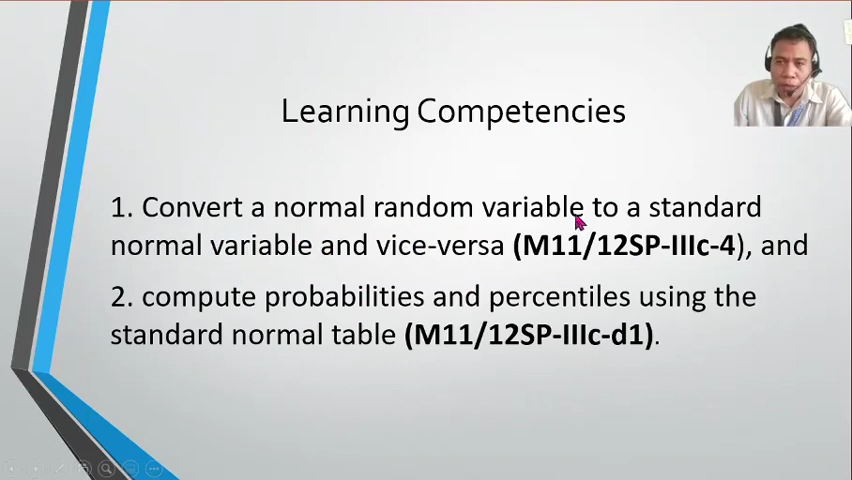 Learning Competencies
1. Convert a normal random variable to a standard
normal variable and vice-versa (M11/12SP-IIIc-4), and
2. compute probabilities and percentiles using the
standard normal table (M11/12SP-IIIc-d1).